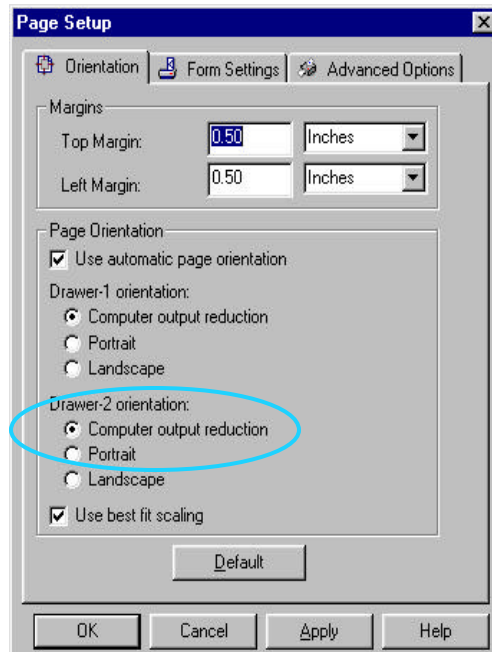 Page Setup
Orientation Form Settings Advanced Options
Margins
Top Margin: 0.50 Inches
Left Margin: 0.50 Inches
Page Orientation
Use automatic page orientation
Drawer-1 orientation:
Computer output reduction
Portrait
Landscape
Drawer-2 orientation:
Computer output reduction
Portrait
Landscape
Use best fit scaling
Default
OK Cancel Apply Help